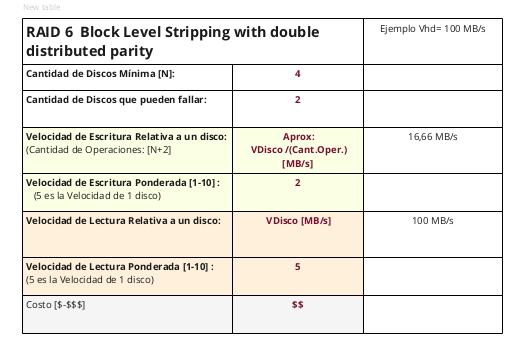 New table
RAID 6  Block Level Stripping with double
distributed parity
Ejemplo Vhd= 100 MB/s
Cantidad de Discos Mínima [N]:
4
Cantidad de Discos que pueden fallar:
2
Velocidad de Escritura Relativa a un disco:
(Cantidad de Operaciones: [N+2]
Aprox:
VDisco /(Cant.Oper.)
[MB/s]
16,66 MB/s
Velocidad de Escritura Ponderada [1-10] :
(5 es la Velocidad de 1 disco)
2
Velocidad de Lectura Relativa a un disco:
VDisco [MB/s]
100 MB/s
Velocidad de Lectura Ponderada [1-10] :
(5 es la Velocidad de 1 disco)
5
Costo [$-$$$]
$$